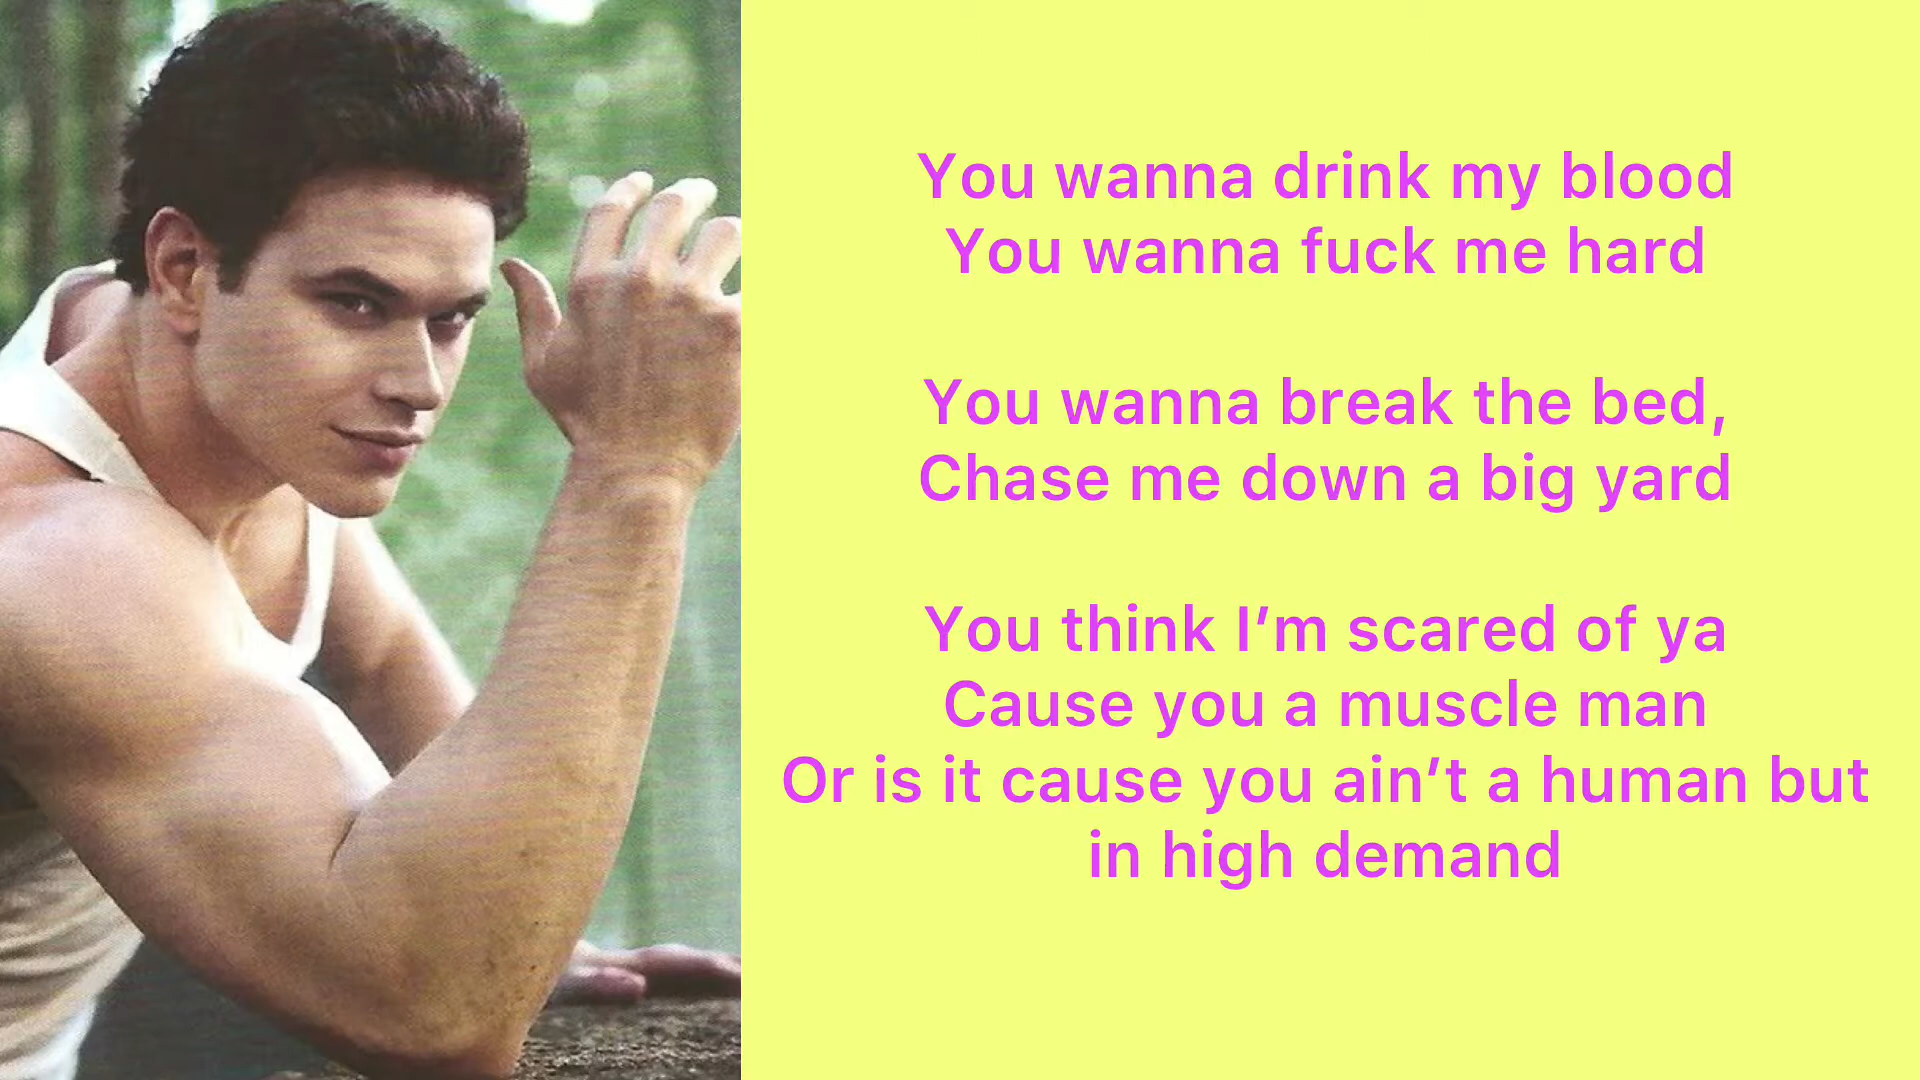 You wanna drink my blood
You wanna fuck me hard
You wanna break the bed,
Chase me down a big yard
You think I’m scared of ya
Cause you a muscle man
Or is it cause you ain’t a human but
in high demand